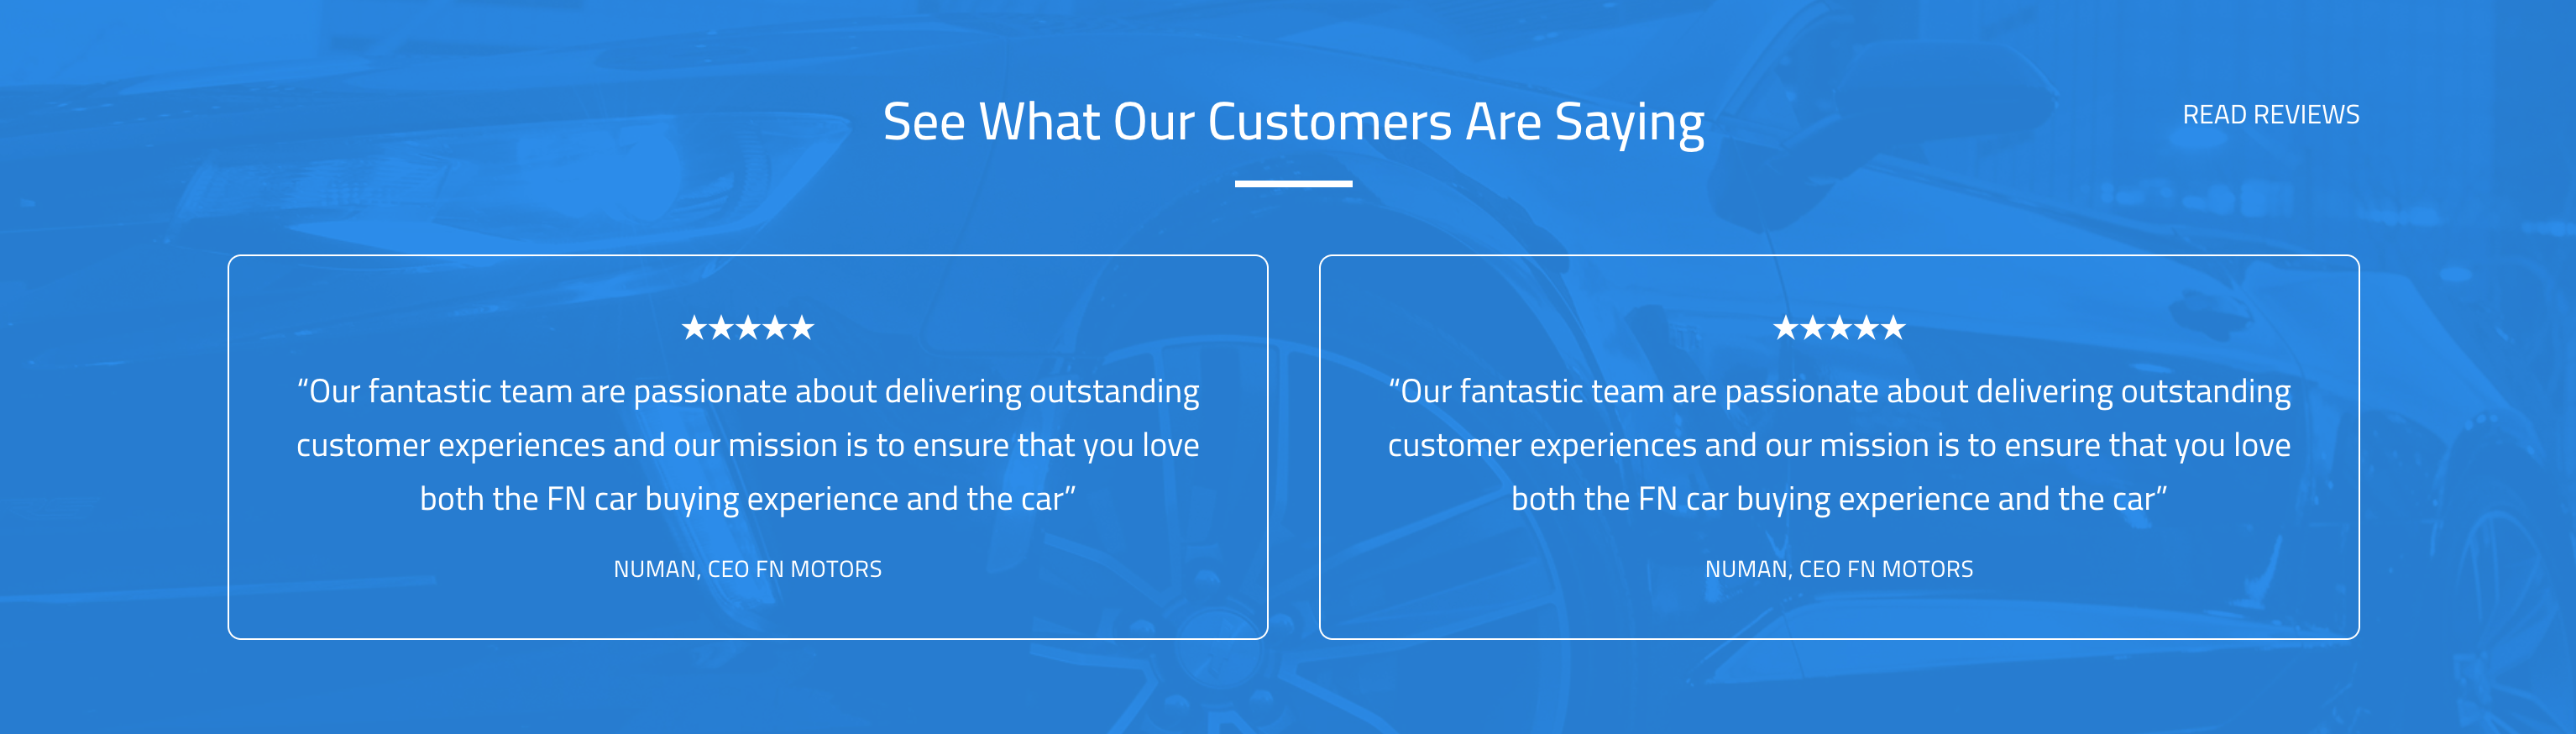 See What Our Customers Are Saying
READ REVIEWS
★★★★★
“Our fantastic team are passionate about delivering outstanding
customer experiences and our mission is to ensure that you love
both the FN car buying experience and the car”
NUMAN, CEO FN MOTORS
★★★★★
“Our fantastic team are passionate about delivering outstanding
customer experiences and our mission is to ensure that you love
both the FN car buying experience and the car”
NUMAN, CEO FN MOTORS